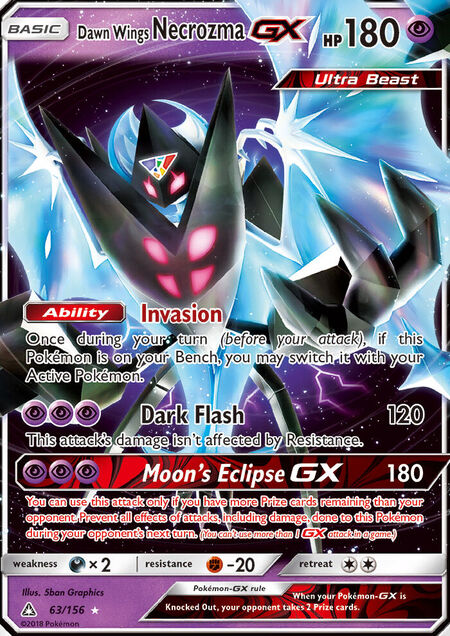 BASIC Dawn Wings Necrozma GX HP 180
Ultra Beast
Ability Invasion
Once during your turn (before your attack), if this
Pokémon is on your Bench, you may switch it with your
Active Pokémon.
Dark Flash 120
This attack's damage isn't affected by Resistance.
Moon's Eclipse GX 180
You can use this attack only if you have more Prize cards remaining than your
opponent. Prevent all effects of attacks, including damage, done to this Pokémon
during your opponent's next turn. (You can't use more than 1 GX attack in a game.)
weakness × 2 resistance -20 retreat
Illus. 5ban Graphics
63/156
©2018 Pokémon
Pokémon-GX rule
When your Pokémon-GX is
Knocked Out, your opponent takes 2 Prize cards.